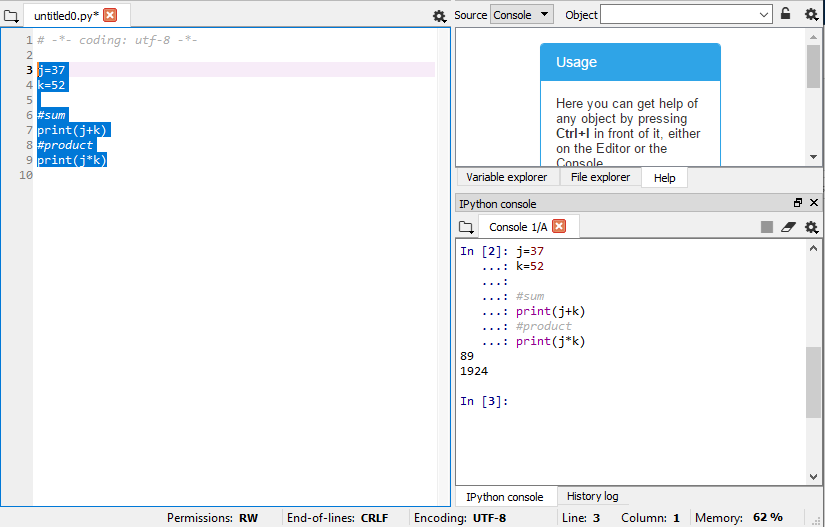 untitled0.py*
1 # -*- coding: utf-8 -*-
2
3 j=37
4 k=52
5
6 #sum
7 print(j+k)
8 #product
9 print(j*k)
10
Source Console Object
Usage
Here you can get help of
any object by pressing
Ctrl+I in front of it, either
on the Editor or the
Console
Variable explorer File explorer Help
IPython console
Console 1/A
In [2]: j=37
...: k=52
...:
...: #sum
...: print(j+k)
...: #product
...: print(j*k)
89
1924
In [3]:
IPython console History log
Permissions: RW End-of-lines: CRLF Encoding: UTF-8 Line: 3 Column: 1 Memory: 62 %